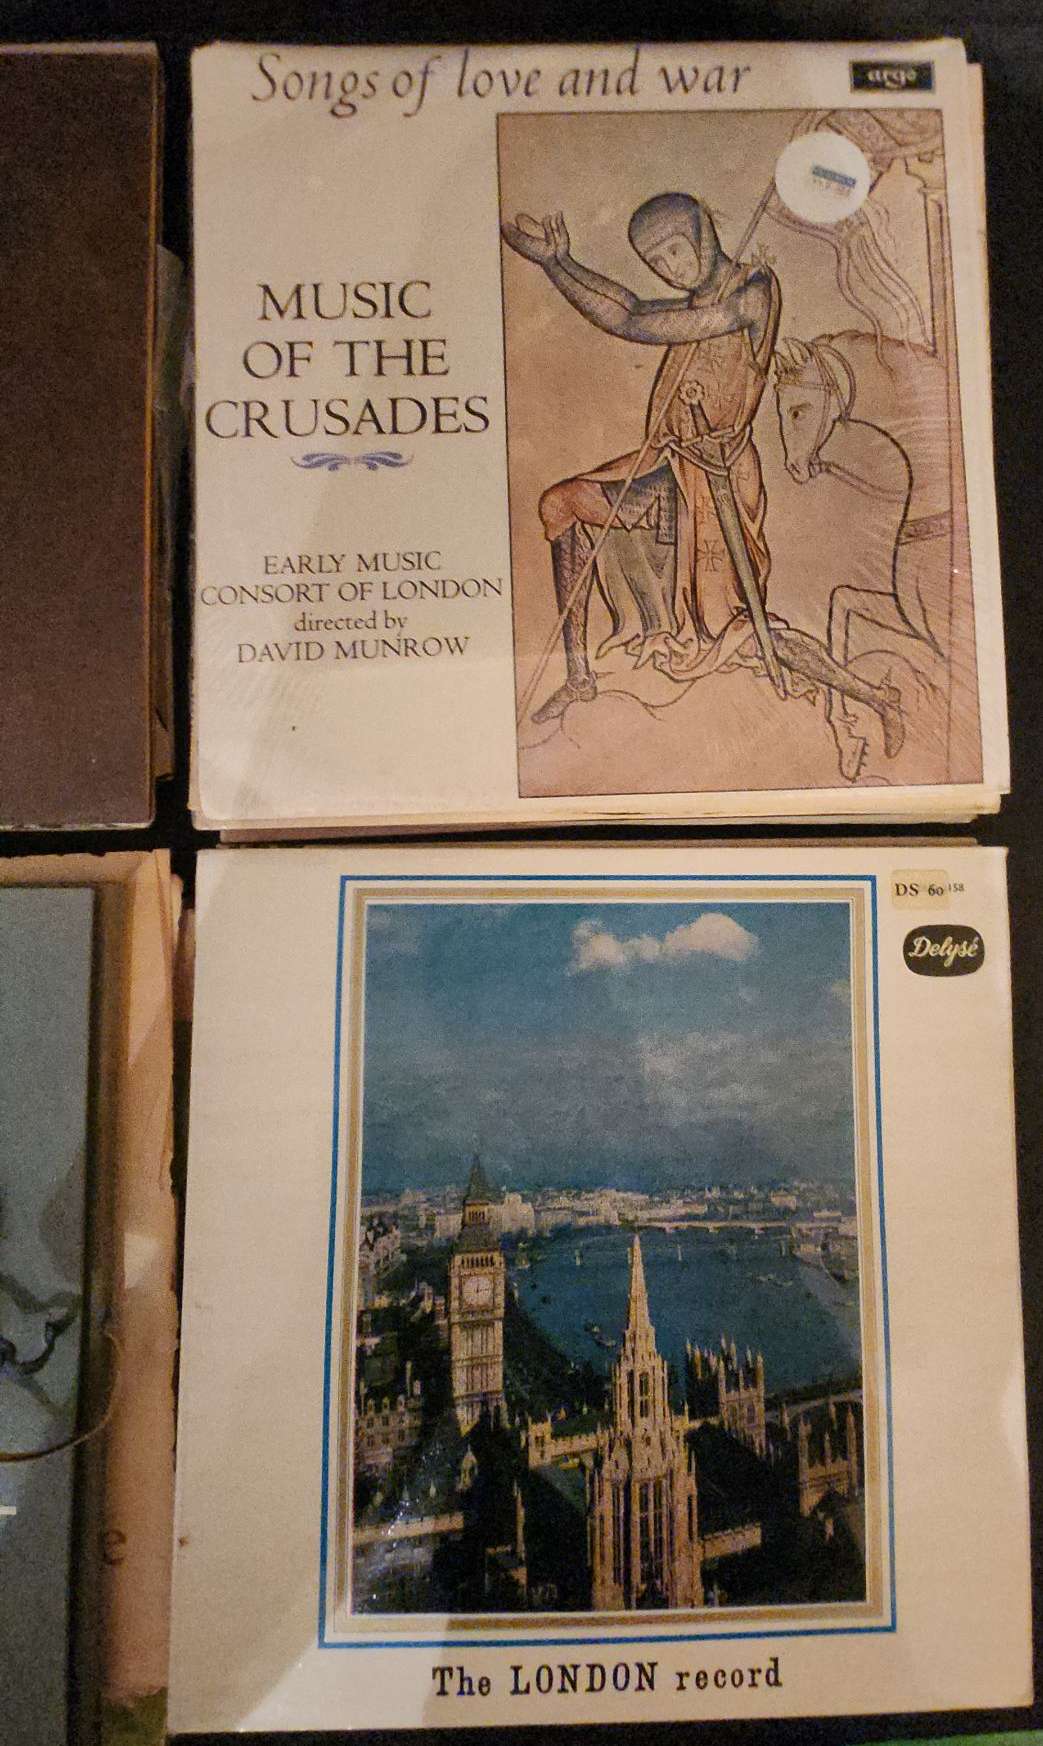 Songs of love and war
argo
MUSIC
OF THE
CRUSADES
EARLY MUSIC
CONSORT OF LONDON
directed by
DAVID MUNROW
DS 60 158
Delysé
The LONDON record
e